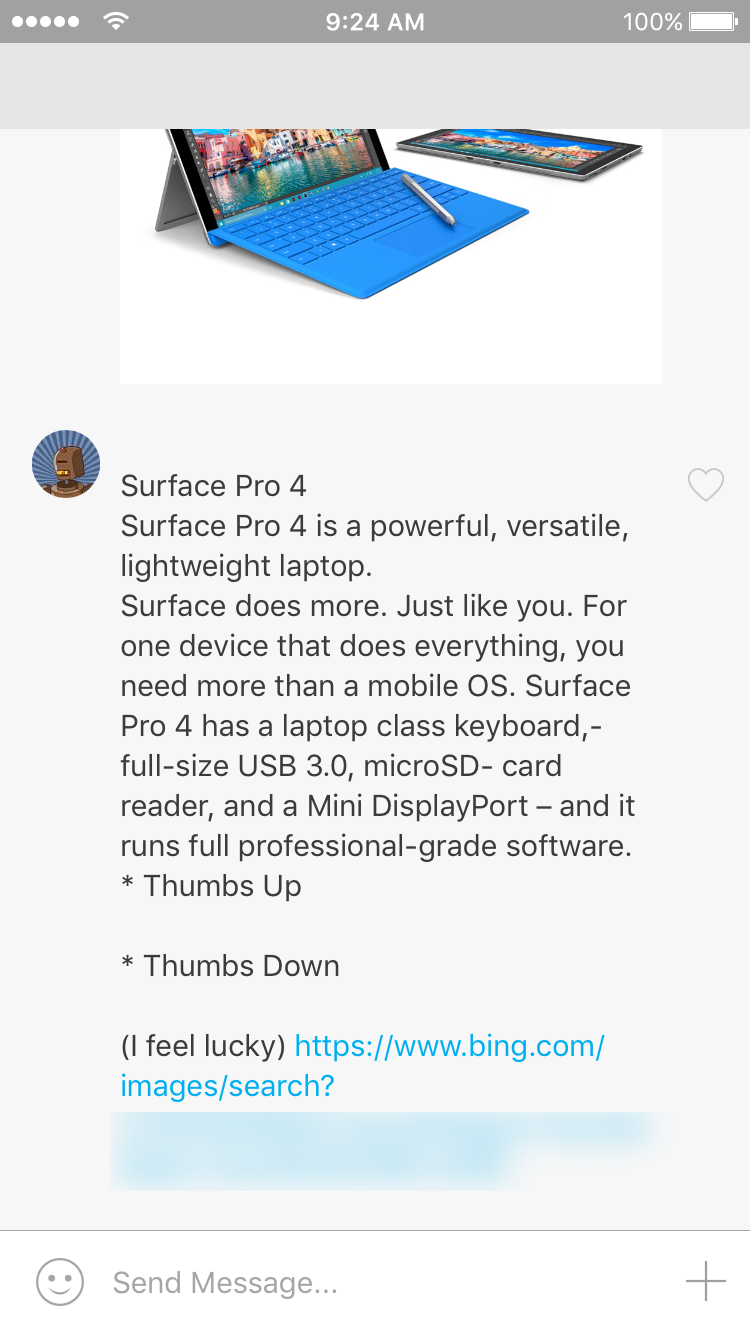 9:24 AM
100%
Surface Pro 4
Surface Pro 4 is a powerful, versatile,
lightweight laptop.
Surface does more. Just like you. For
one device that does everything, you
need more than a mobile OS. Surface
Pro 4 has a laptop class keyboard,-
full-size USB 3.0, microSD- card
reader, and a Mini DisplayPort – and it
runs full professional-grade software.
* Thumbs Up
* Thumbs Down
(I feel lucky) https://www.bing.com/
images/search?
Send Message...